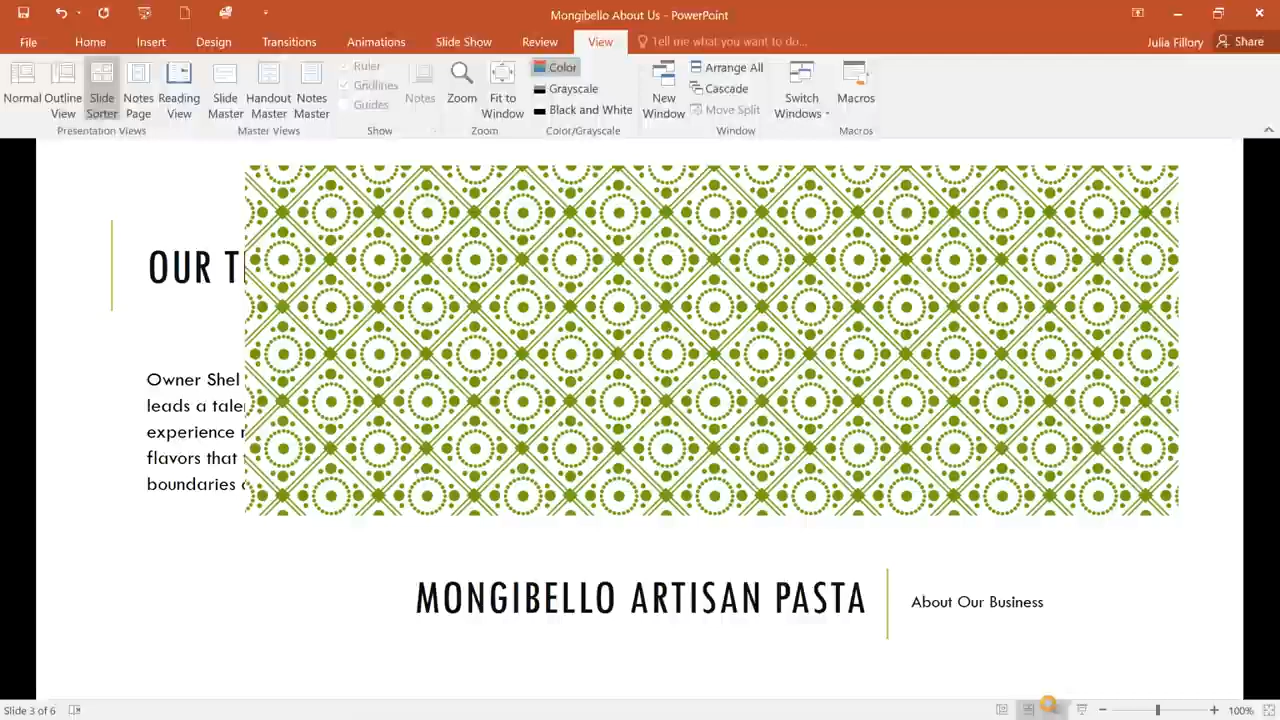 Mongibello About Us - PowerPoint
File Home Insert Design Transitions Animations Slide Show Review View Tell me what you want to do... Julia Fillory Share
Normal
Outline View
Slide Sorter
Notes Page
Reading View
Presentation Views
Slide Master
Handout Master
Notes Master
Master Views
Ruler
Gridlines
Guides
Show
Notes
Zoom
Fit to Window
Zoom
Color
Grayscale
Black and White
Color/Grayscale
New Window
Arrange All
Cascade
Move Split
Switch Windows
Window
Macros
Macros
OUR T
Owner Shel
leads a tale
experience
flavors that
boundaries
MONGIBELLO ARTISAN PASTA
About Our Business
Slide 3 of 6
100%